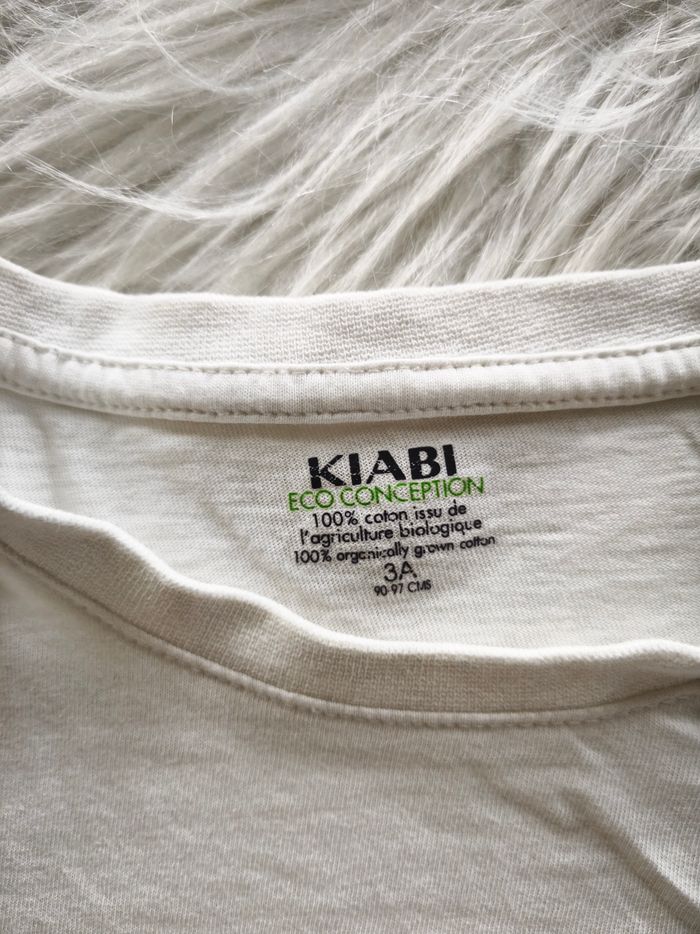 KIABI
ECO CONCEPTION
100% coton issu de
l'agriculture biologique
100% organically grown cotton
3A
90-97 CMS